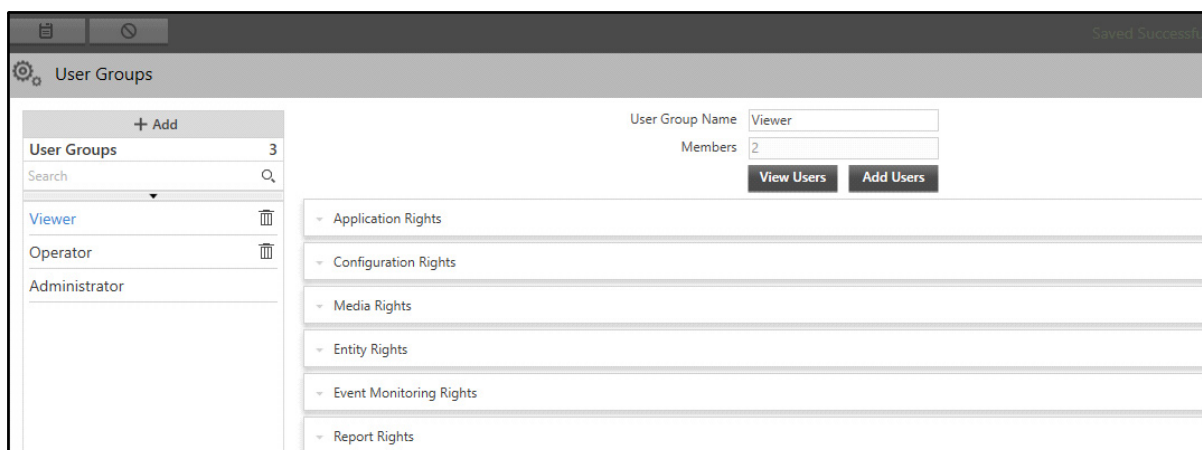 Saved Successfu
User Groups
+ Add
User Groups 3
Search
Viewer
Operator
Administrator
User Group Name Viewer
Members 2
View Users Add Users
Application Rights
Configuration Rights
Media Rights
Entity Rights
Event Monitoring Rights
Report Rights